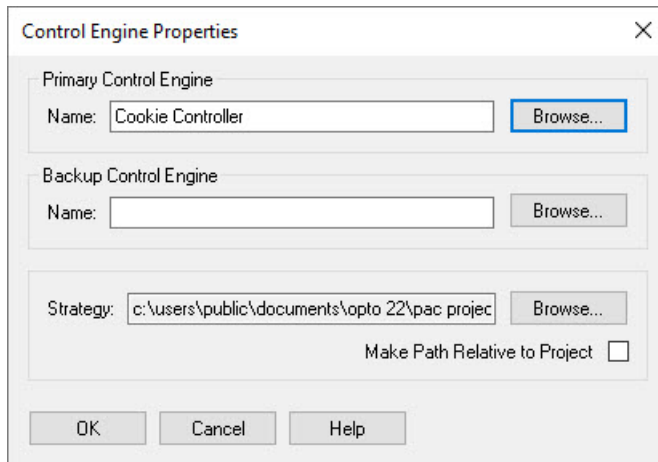 Control Engine Properties
Primary Control Engine
Name: Cookie Controller Browse...
Backup Control Engine
Name: Browse...
Strategy: c:\users\public\documents\opto 22\pac projec Browse...
Make Path Relative to Project
OK Cancel Help